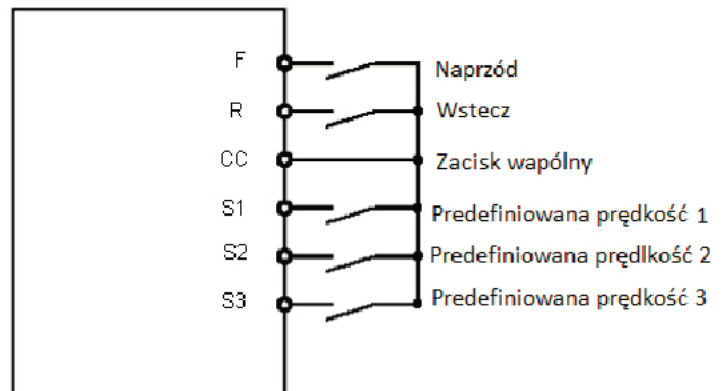 F Naprzód
R Wstecz
CC Zacisk wapólny
S1 Predefiniowana prędkość 1
S2 Predefiniowana prędlkość 2
S3 Predefiniowana prędkość 3